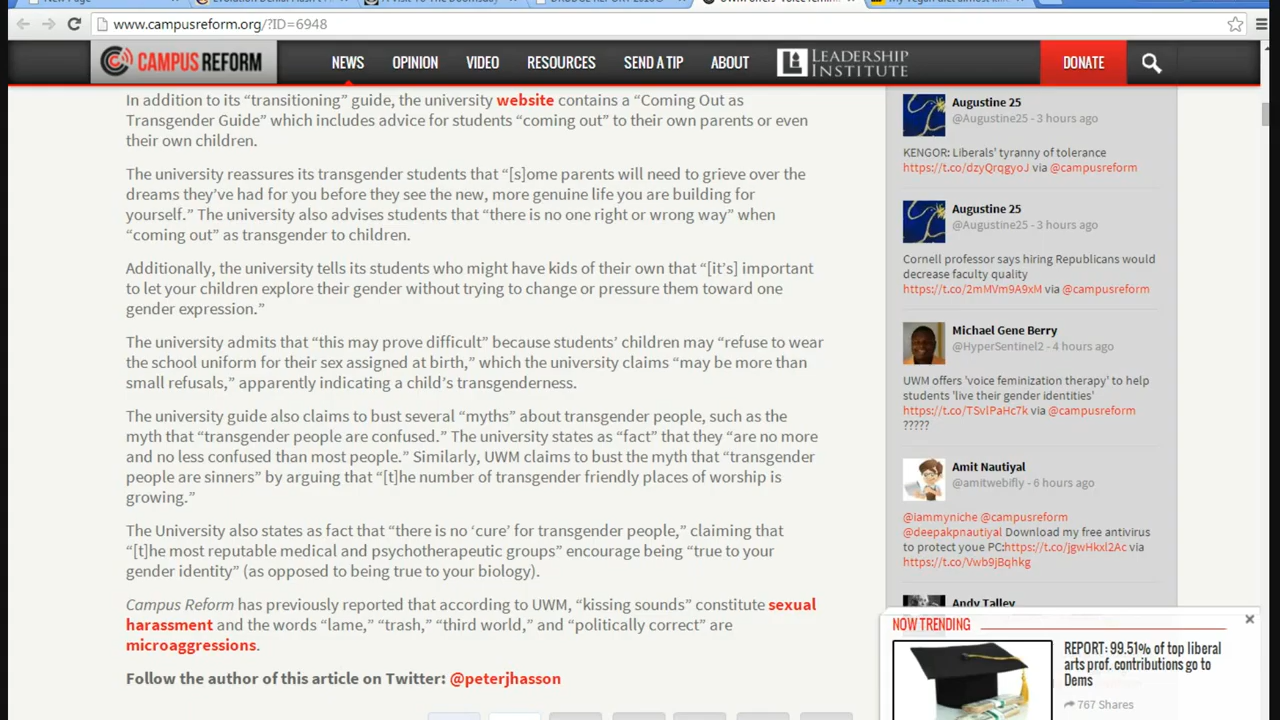 New Page
www.campusreform.org/?ID=6948
CAMPUS REFORM
NEWS
OPINION
VIDEO
RESOURCES
SEND A TIP
ABOUT
LEADERSHIP
INSTITUTE
DONATE
In addition to its “transitioning” guide, the university website contains a “Coming Out as
Transgender Guide” which includes advice for students “coming out” to their own parents or even
their own children.
The university reassures its transgender students that “[s]ome parents will need to grieve over the
dreams they’ve had for you before they see the new, more genuine life you are building for
yourself.” The university also advises students that “there is no one right or wrong way” when
“coming out” as transgender to children.
Additionally, the university tells its students who might have kids of their own that “[it’s] important
to let your children explore their gender without trying to change or pressure them toward one
gender expression.”
The university admits that “this may prove difficult” because students’ children may “refuse to wear
the school uniform for their sex assigned at birth,” which the university claims “may be more than
small refusals,” apparently indicating a child’s transgenderness.
The university guide also claims to bust several “myths” about transgender people, such as the
myth that “transgender people are confused.” The university states as “fact” that they “are no more
and no less confused than most people.” Similarly, UWM claims to bust the myth that “transgender
people are sinners” by arguing that “[t]he number of transgender friendly places of worship is
growing.”
The University also states as fact that “there is no ‘cure’ for transgender people,” claiming that
“[t]he most reputable medical and psychotherapeutic groups” encourage being “true to your
gender identity” (as opposed to being true to your biology).
Campus Reform has previously reported that according to UWM, “kissing sounds” constitute sexual
harassment and the words “lame,” “trash,” “third world,” and “politically correct” are
microaggressions.
Follow the author of this article on Twitter: @peterjhasson
Augustine 25
@Augustine25 - 3 hours ago
KENGOR: Liberals' tyranny of tolerance
https://t.co/dzyQrqgyoJ via @campusreform
Augustine 25
@Augustine25 - 3 hours ago
Cornell professor says hiring Republicans would
decrease faculty quality
https://t.co/2mMVm9A9xM via @campusreform
Michael Gene Berry
@HyperSentinel2 - 4 hours ago
UWM offers 'voice feminization therapy' to help
students 'live their gender identities'
https://t.co/TSvlPaHc7k via @campusreform
?????
Amit Nautiyal
@amitwebifly - 6 hours ago
@iammyniche @campusreform
@deepakpnautiyal Download my free antivirus
to protect youe PC:https://t.co/jgwHkxl2Ac via
https://t.co/Vwb9jBqhkg
Andy Talley
NOW TRENDING
REPORT: 99.51% of top liberal
arts prof. contributions go to
Dems
767 Shares